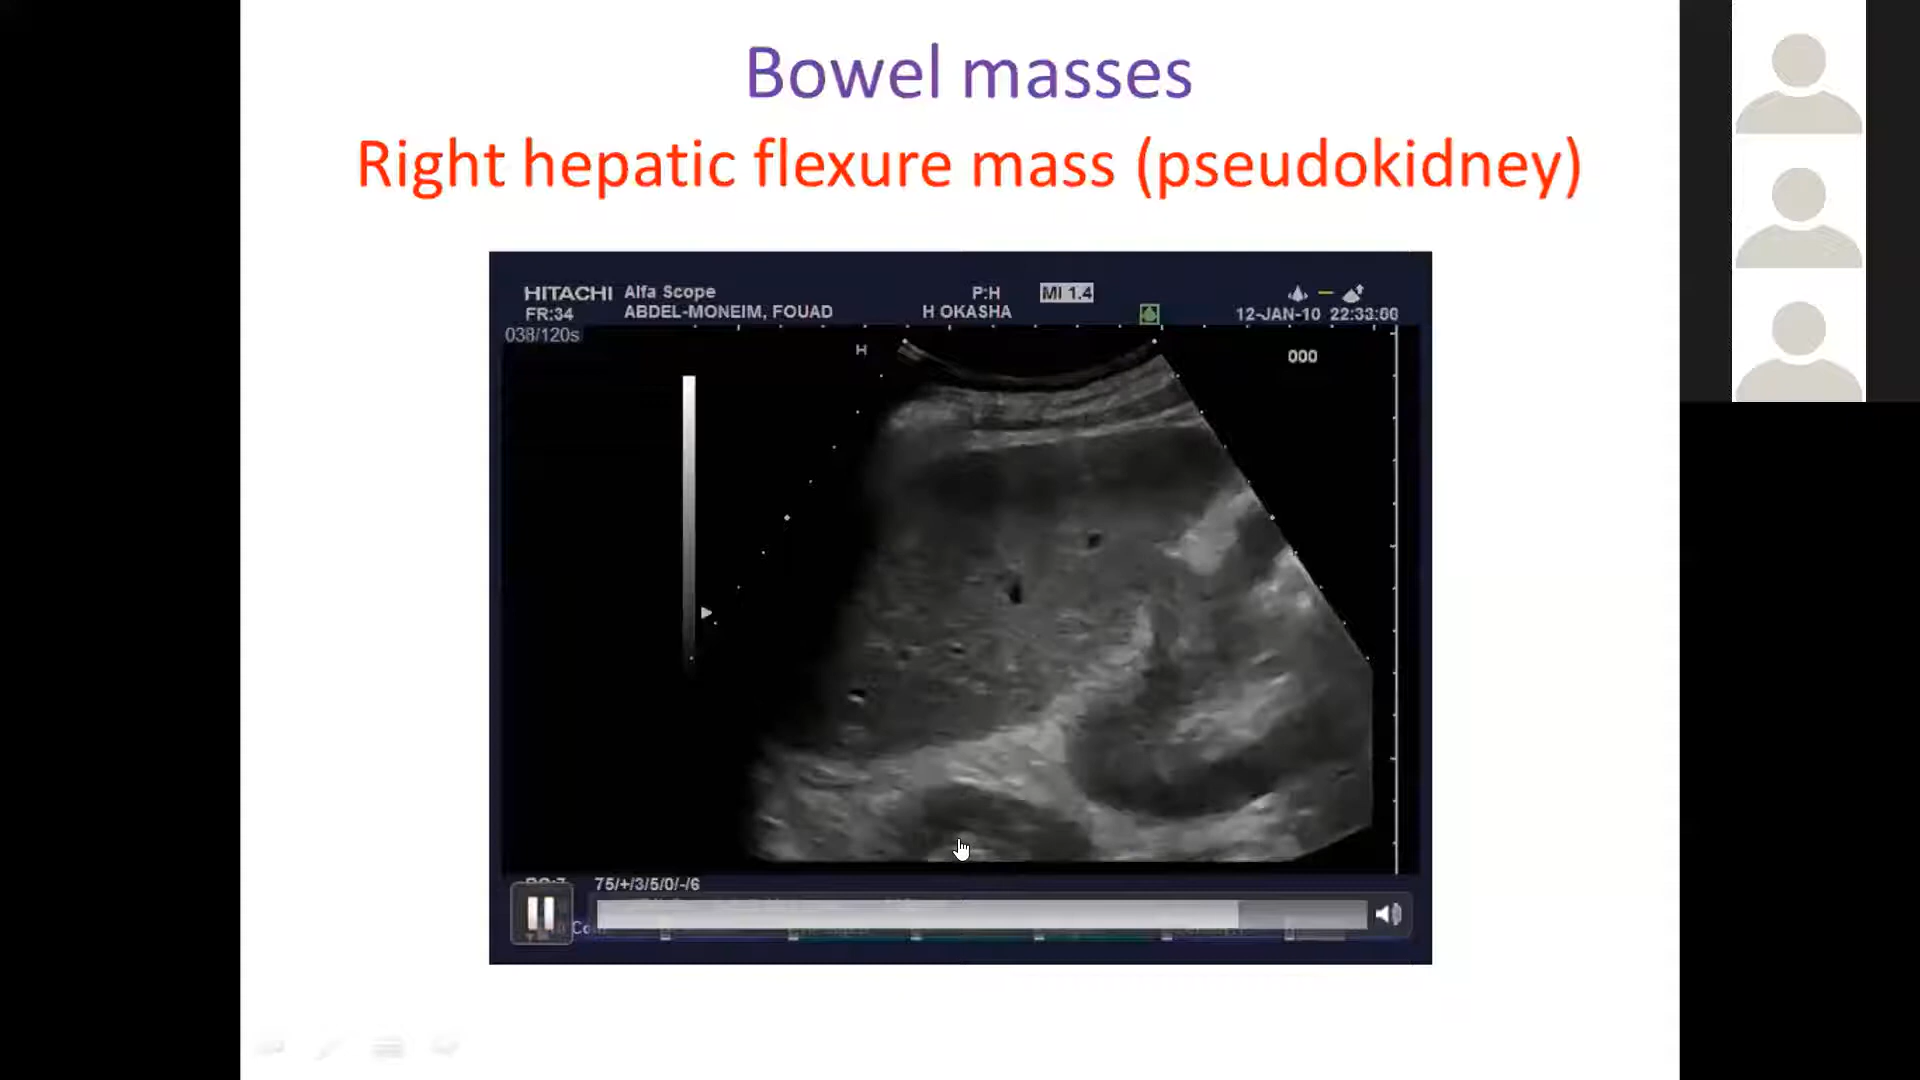 Bowel masses
Right hepatic flexure mass (pseudokidney)
HITACHI Alfa Scope P:H MI 1.4
FR:34 ABDEL-MONEIM, FOUAD H OKASHA 12-JAN-10 22:33:00
038/120s
H
000
75/+/3/5/0/-/6